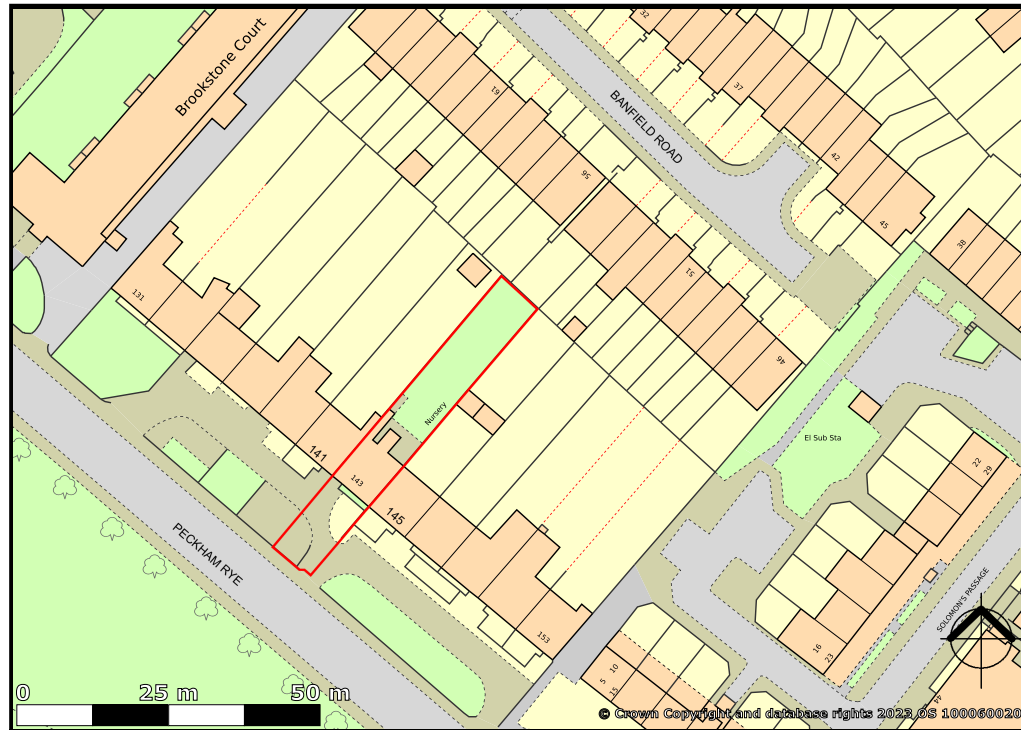 32
Brookstone Court
37
19
BANFIELD ROAD
42
56
45
38
51
131
46
Nursery
El Sub Sta
141
143
22
29
145
PECKHAM RYE
SOLOMON'S PASSAGE
153
16
23
10
5
15
44
0 25 m 50 m
© Crown Copyright and database rights 2023 OS 100060020